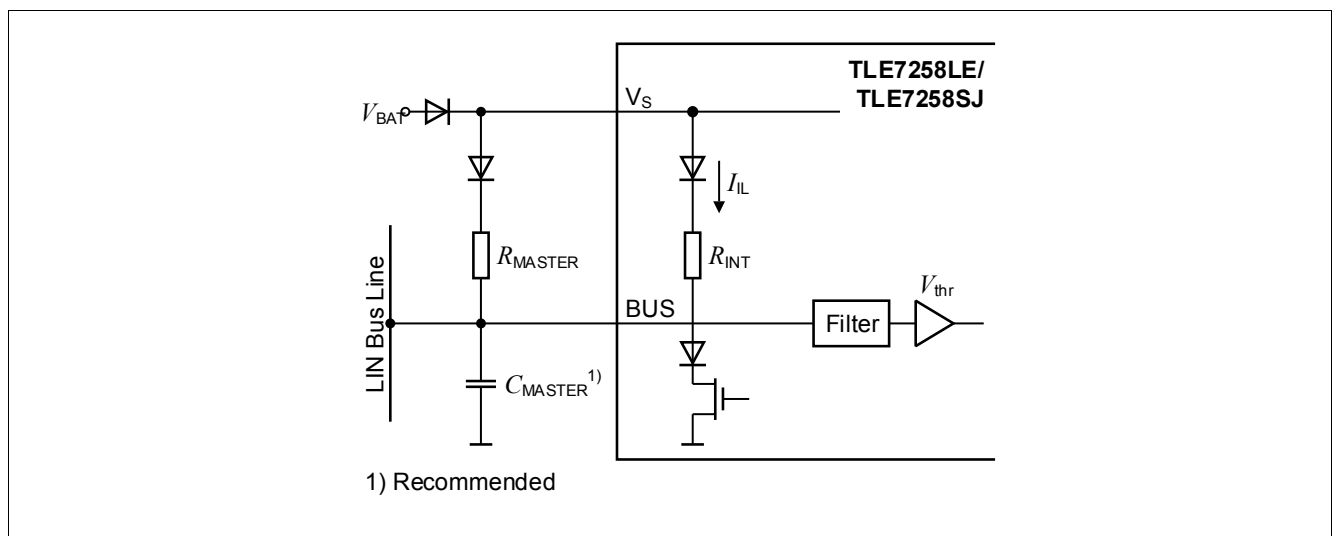 TLE7258LE/
TLE7258SJ
VBAT
VS
IIL
RMASTER
RINT
LIN Bus Line
BUS
Vthr
Filter
CMASTER1)
1) Recommended